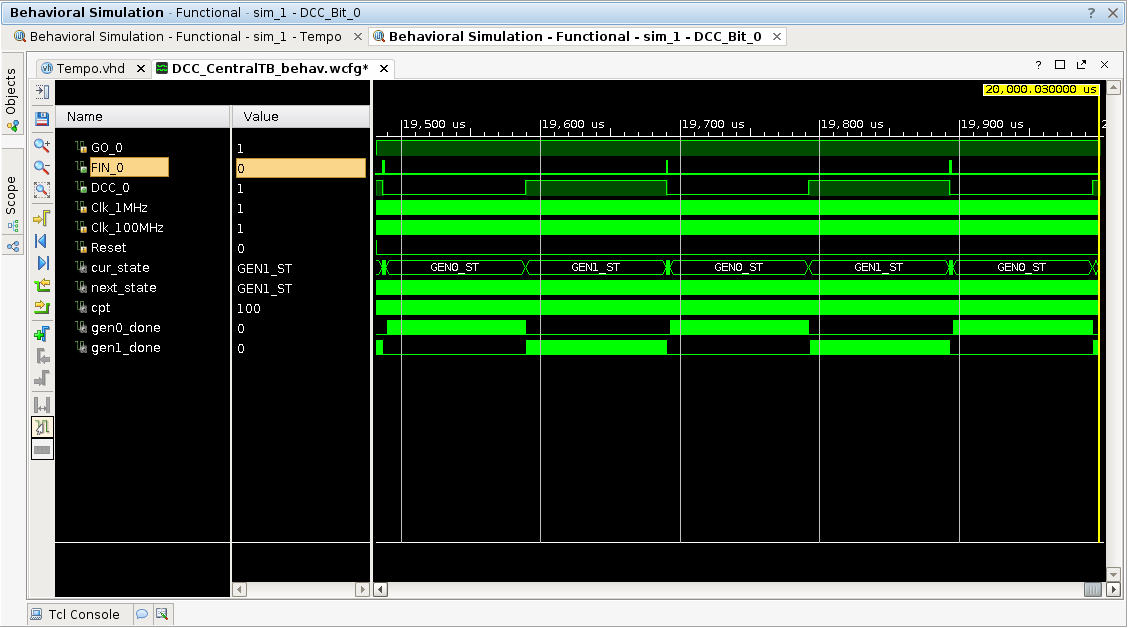 Behavioral Simulation - Functional - sim_1 - DCC_Bit_0 ? ×
Behavioral Simulation - Functional - sim_1 - Tempo × Behavioral Simulation - Functional - sim_1 - DCC_Bit_0 ×
Objects
Scope
Tempo.vhd × DCC_CentralTB_behav.wcfg* × ?
20,000.030000 us
Name Value
19,500 us 19,600 us 19,700 us 19,800 us 19,900 us 2
GO_0 1
FIN_0 0
DCC_0 1
Clk_1MHz 1
Clk_100MHz 1
Reset 0
cur_state GEN1_ST GEN0_ST GEN1_ST GEN0_ST GEN1_ST GEN0_ST
next_state GEN1_ST
cpt 100
gen0_done 0
gen1_done 0
Tcl Console